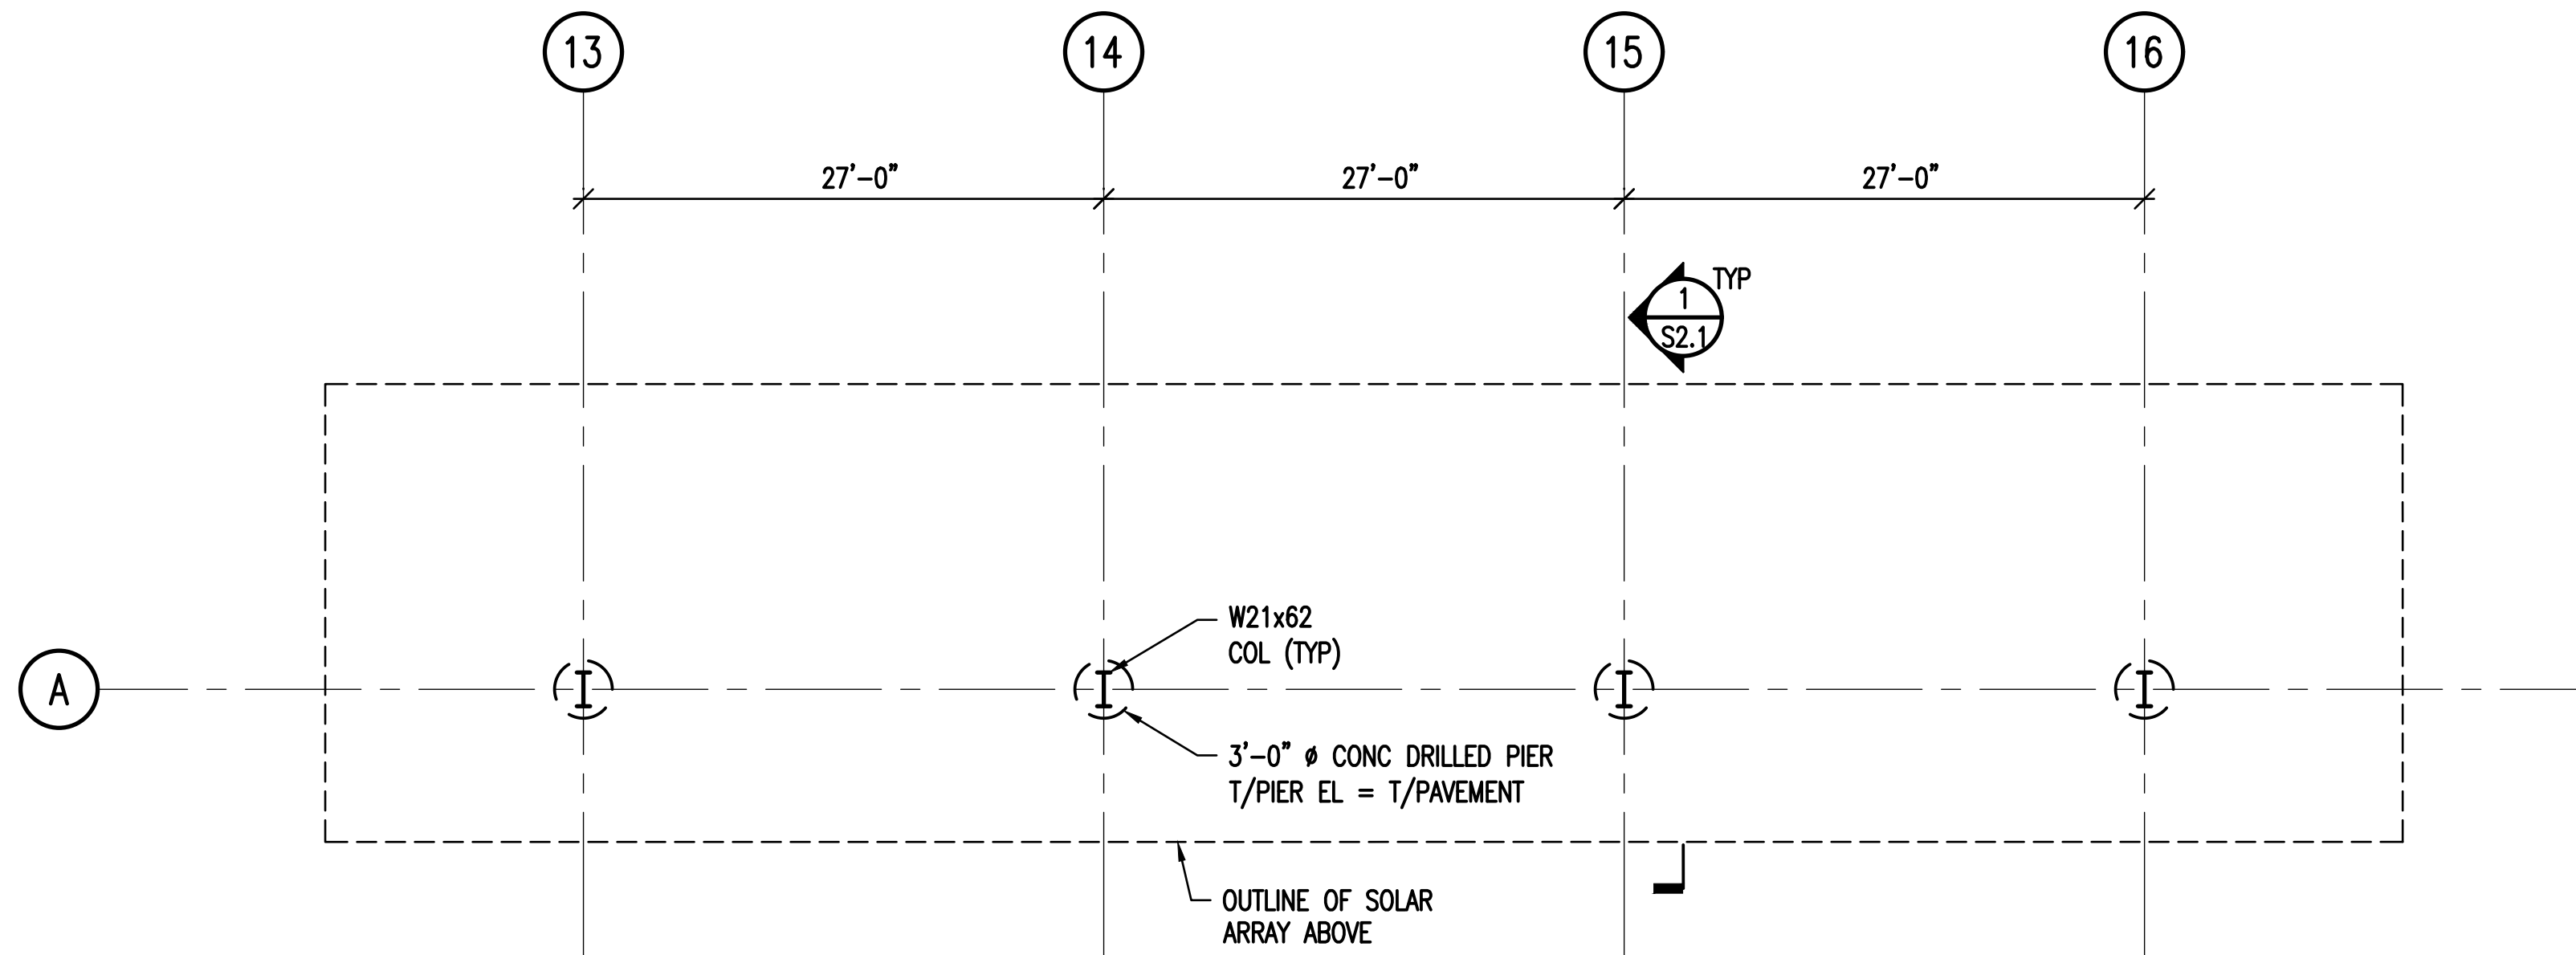 13
14
15
16
27'-0"
27'-0"
27'-0"
TYP
1
S2.1
W21x62
COL (TYP)
A
3'-0" ø CONC DRILLED PIER
T/PIER EL = T/PAVEMENT
OUTLINE OF SOLAR
ARRAY ABOVE